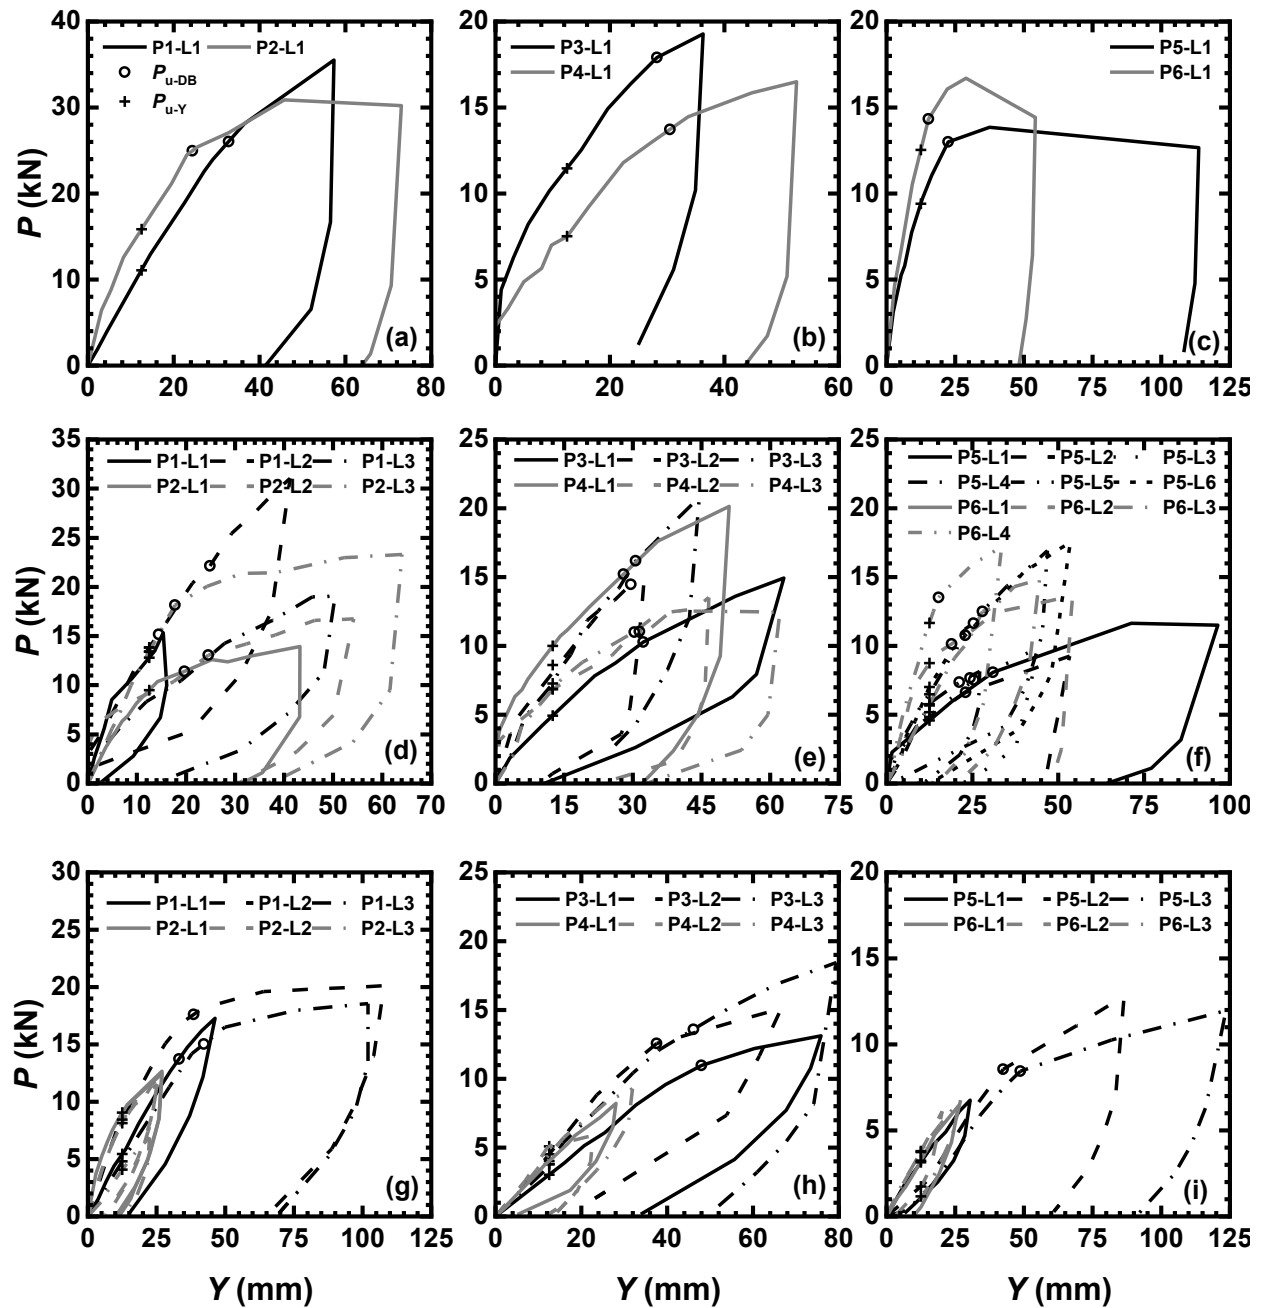 40
30
20
10
0
P (kN)
P1-L1 P2-L1
Pu-DB
Pu-Y
(a)
0 20 40 60 80
20
15
10
5
0
P3-L1
P4-L1
(b)
0 20 40 60
20
15
10
5
0
P5-L1
P6-L1
(c)
0 25 50 75 100 125
35
30
25
20
15
10
5
0
P (kN)
P1-L1 P1-L2 P1-L3
P2-L1 P2-L2 P2-L3
(d)
0 10 20 30 40 50 60 70
25
20
15
10
5
0
P3-L1 P3-L2 P3-L3
P4-L1 P4-L2 P4-L3
(e)
0 15 30 45 60 75
25
20
15
10
5
0
P5-L1 P5-L2 P5-L3
P5-L4 P5-L5 P5-L6
P6-L1 P6-L2 P6-L3
P6-L4
(f)
0 25 50 75 100
30
25
20
15
10
5
0
P (kN)
P1-L1 P1-L2 P1-L3
P2-L1 P2-L2 P2-L3
(g)
0 25 50 75 100 125
Y (mm)
25
20
15
10
5
0
P3-L1 P3-L2 P3-L3
P4-L1 P4-L2 P4-L3
(h)
0 20 40 60 80
Y (mm)
20
15
10
5
0
P5-L1 P5-L2 P5-L3
P6-L1 P6-L2 P6-L3
(i)
0 25 50 75 100 125
Y (mm)